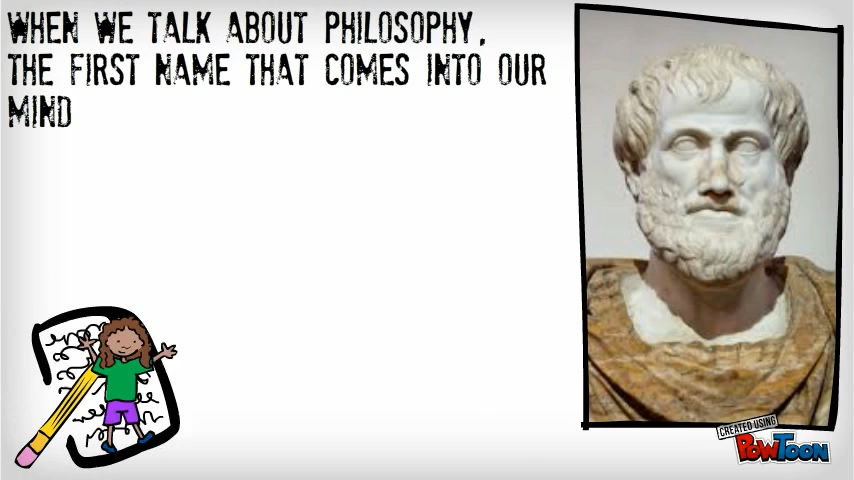 WHEN WE TALK ABOUT PHILOSOPHY,
THE FIRST NAME THAT COMES INTO OUR
MIND
CREATED USING
POWTOON